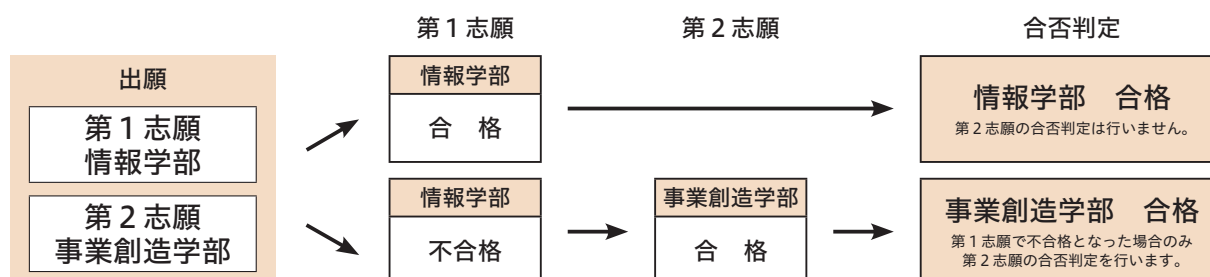 第1志願
第2志願
合否判定
出願
第1志願
情報学部
第2志願
事業創造学部
情報学部
合　格
情報学部　合格
第2志願の合否判定は行いません。
情報学部
不合格
事業創造学部
合　格
事業創造学部　合格
第1志願で不合格となった場合のみ
第2志願の合否判定を行います。